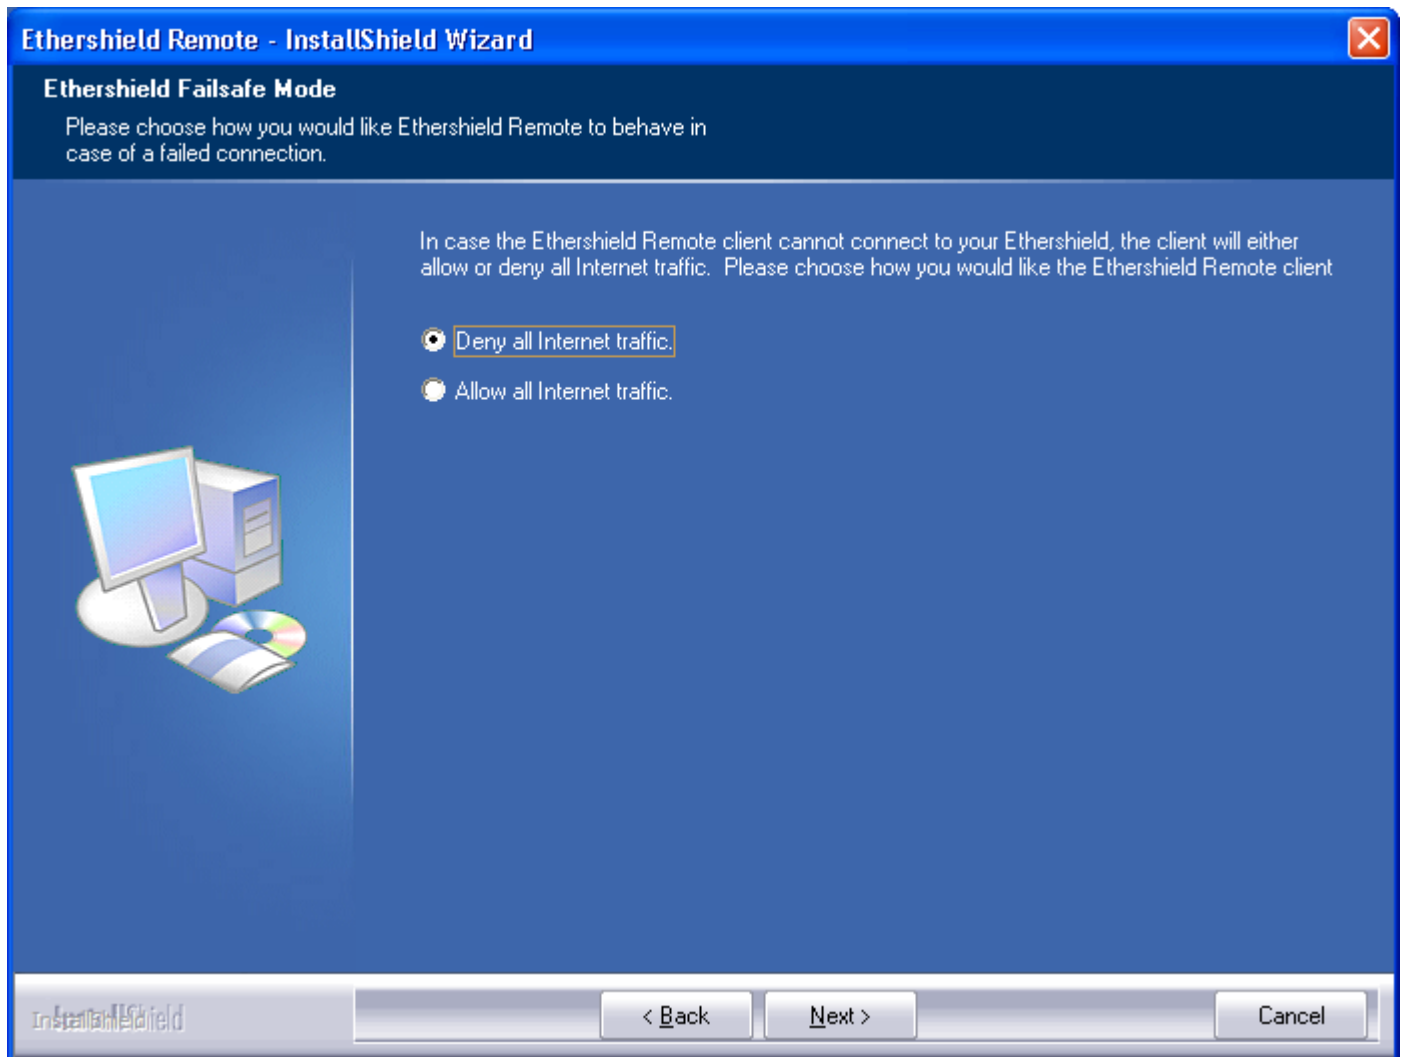 Ethershield Remote - InstallShield Wizard
Ethershield Failsafe Mode
Please choose how you would like Ethershield Remote to behave in
case of a failed connection.
In case the Ethershield Remote client cannot connect to your Ethershield, the client will either
allow or deny all Internet traffic.  Please choose how you would like the Ethershield Remote client
Deny all Internet traffic.
Allow all Internet traffic.
InstallShield
< Back
Next >
Cancel